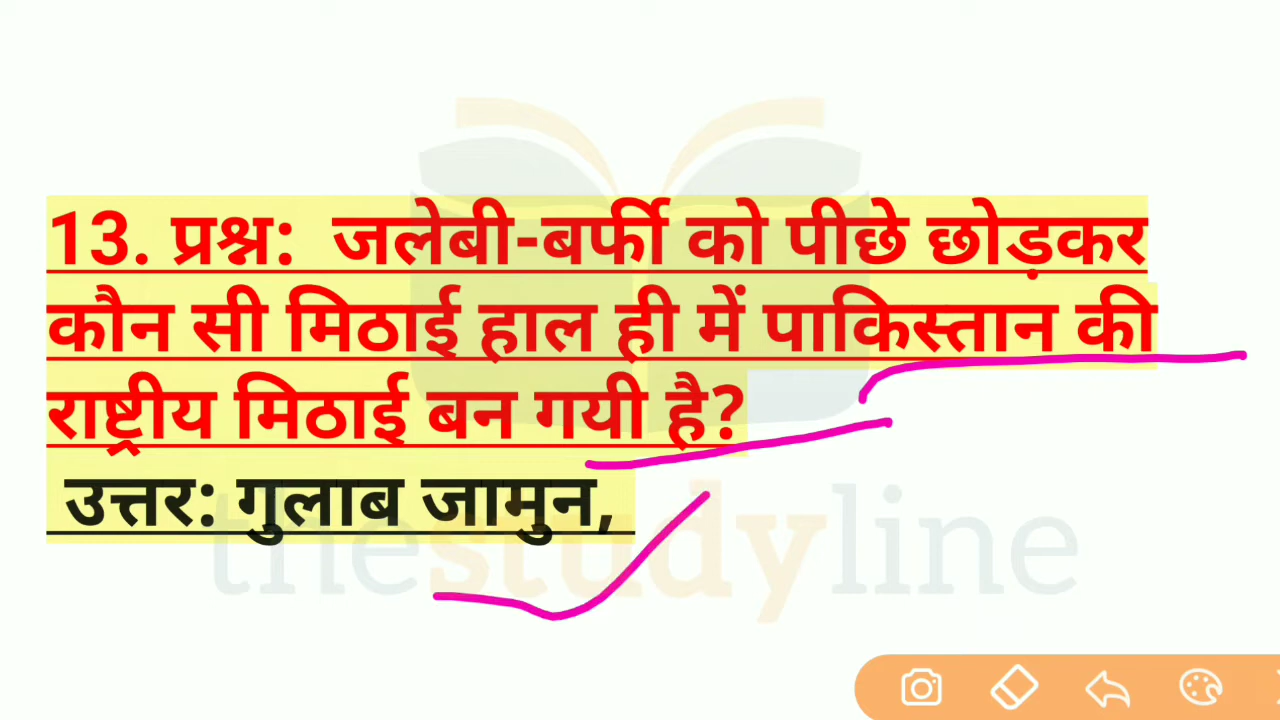 13. प्रश्न: जलेबी-बर्फी को पीछे छोड़कर
कौन सी मिठाई हाल ही में पाकिस्तान की
राष्ट्रीय मिठाई बन गयी है?
उत्तर: गुलाब जामुन,
thestudyline